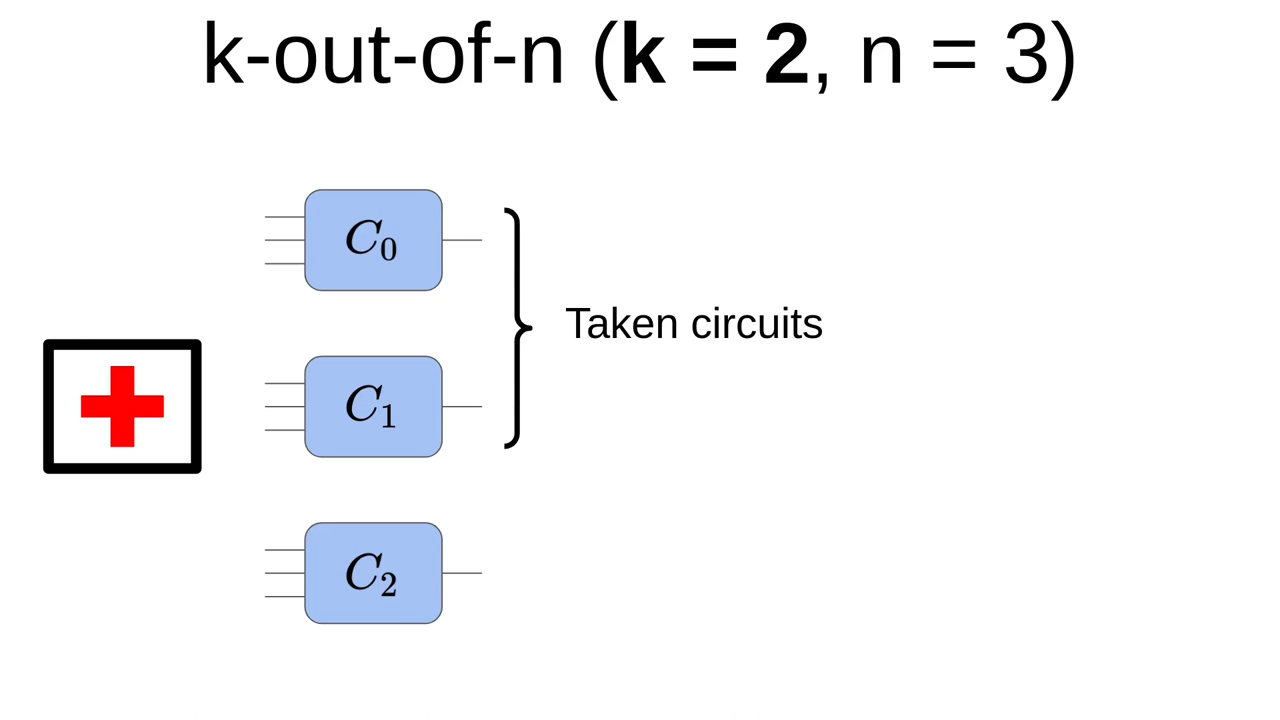 k-out-of-n (k = 2, n = 3)
C₀
Taken circuits
C₁
C₂